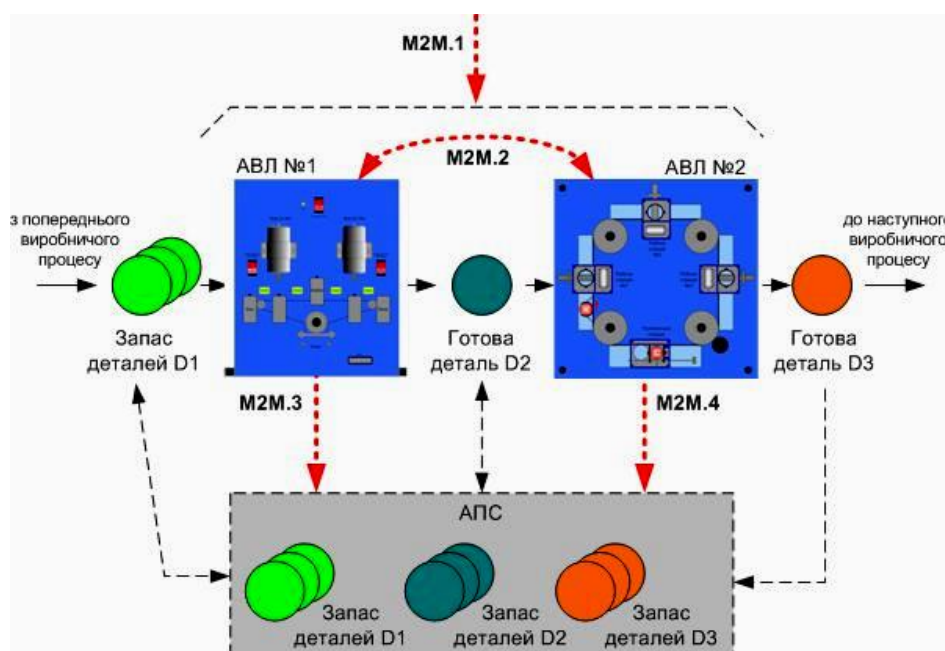 M2M.1
АВЛ №1
M2M.2
АВЛ №2
з попереднього
виробничого
процесу
до наступного
виробничого
процесу
Запас
деталей D1
Готова
деталь D2
Готова
деталь D3
M2M.3
M2M.4
АПС
Запас
деталей D1
Запас
деталей D2
Запас
деталей D3